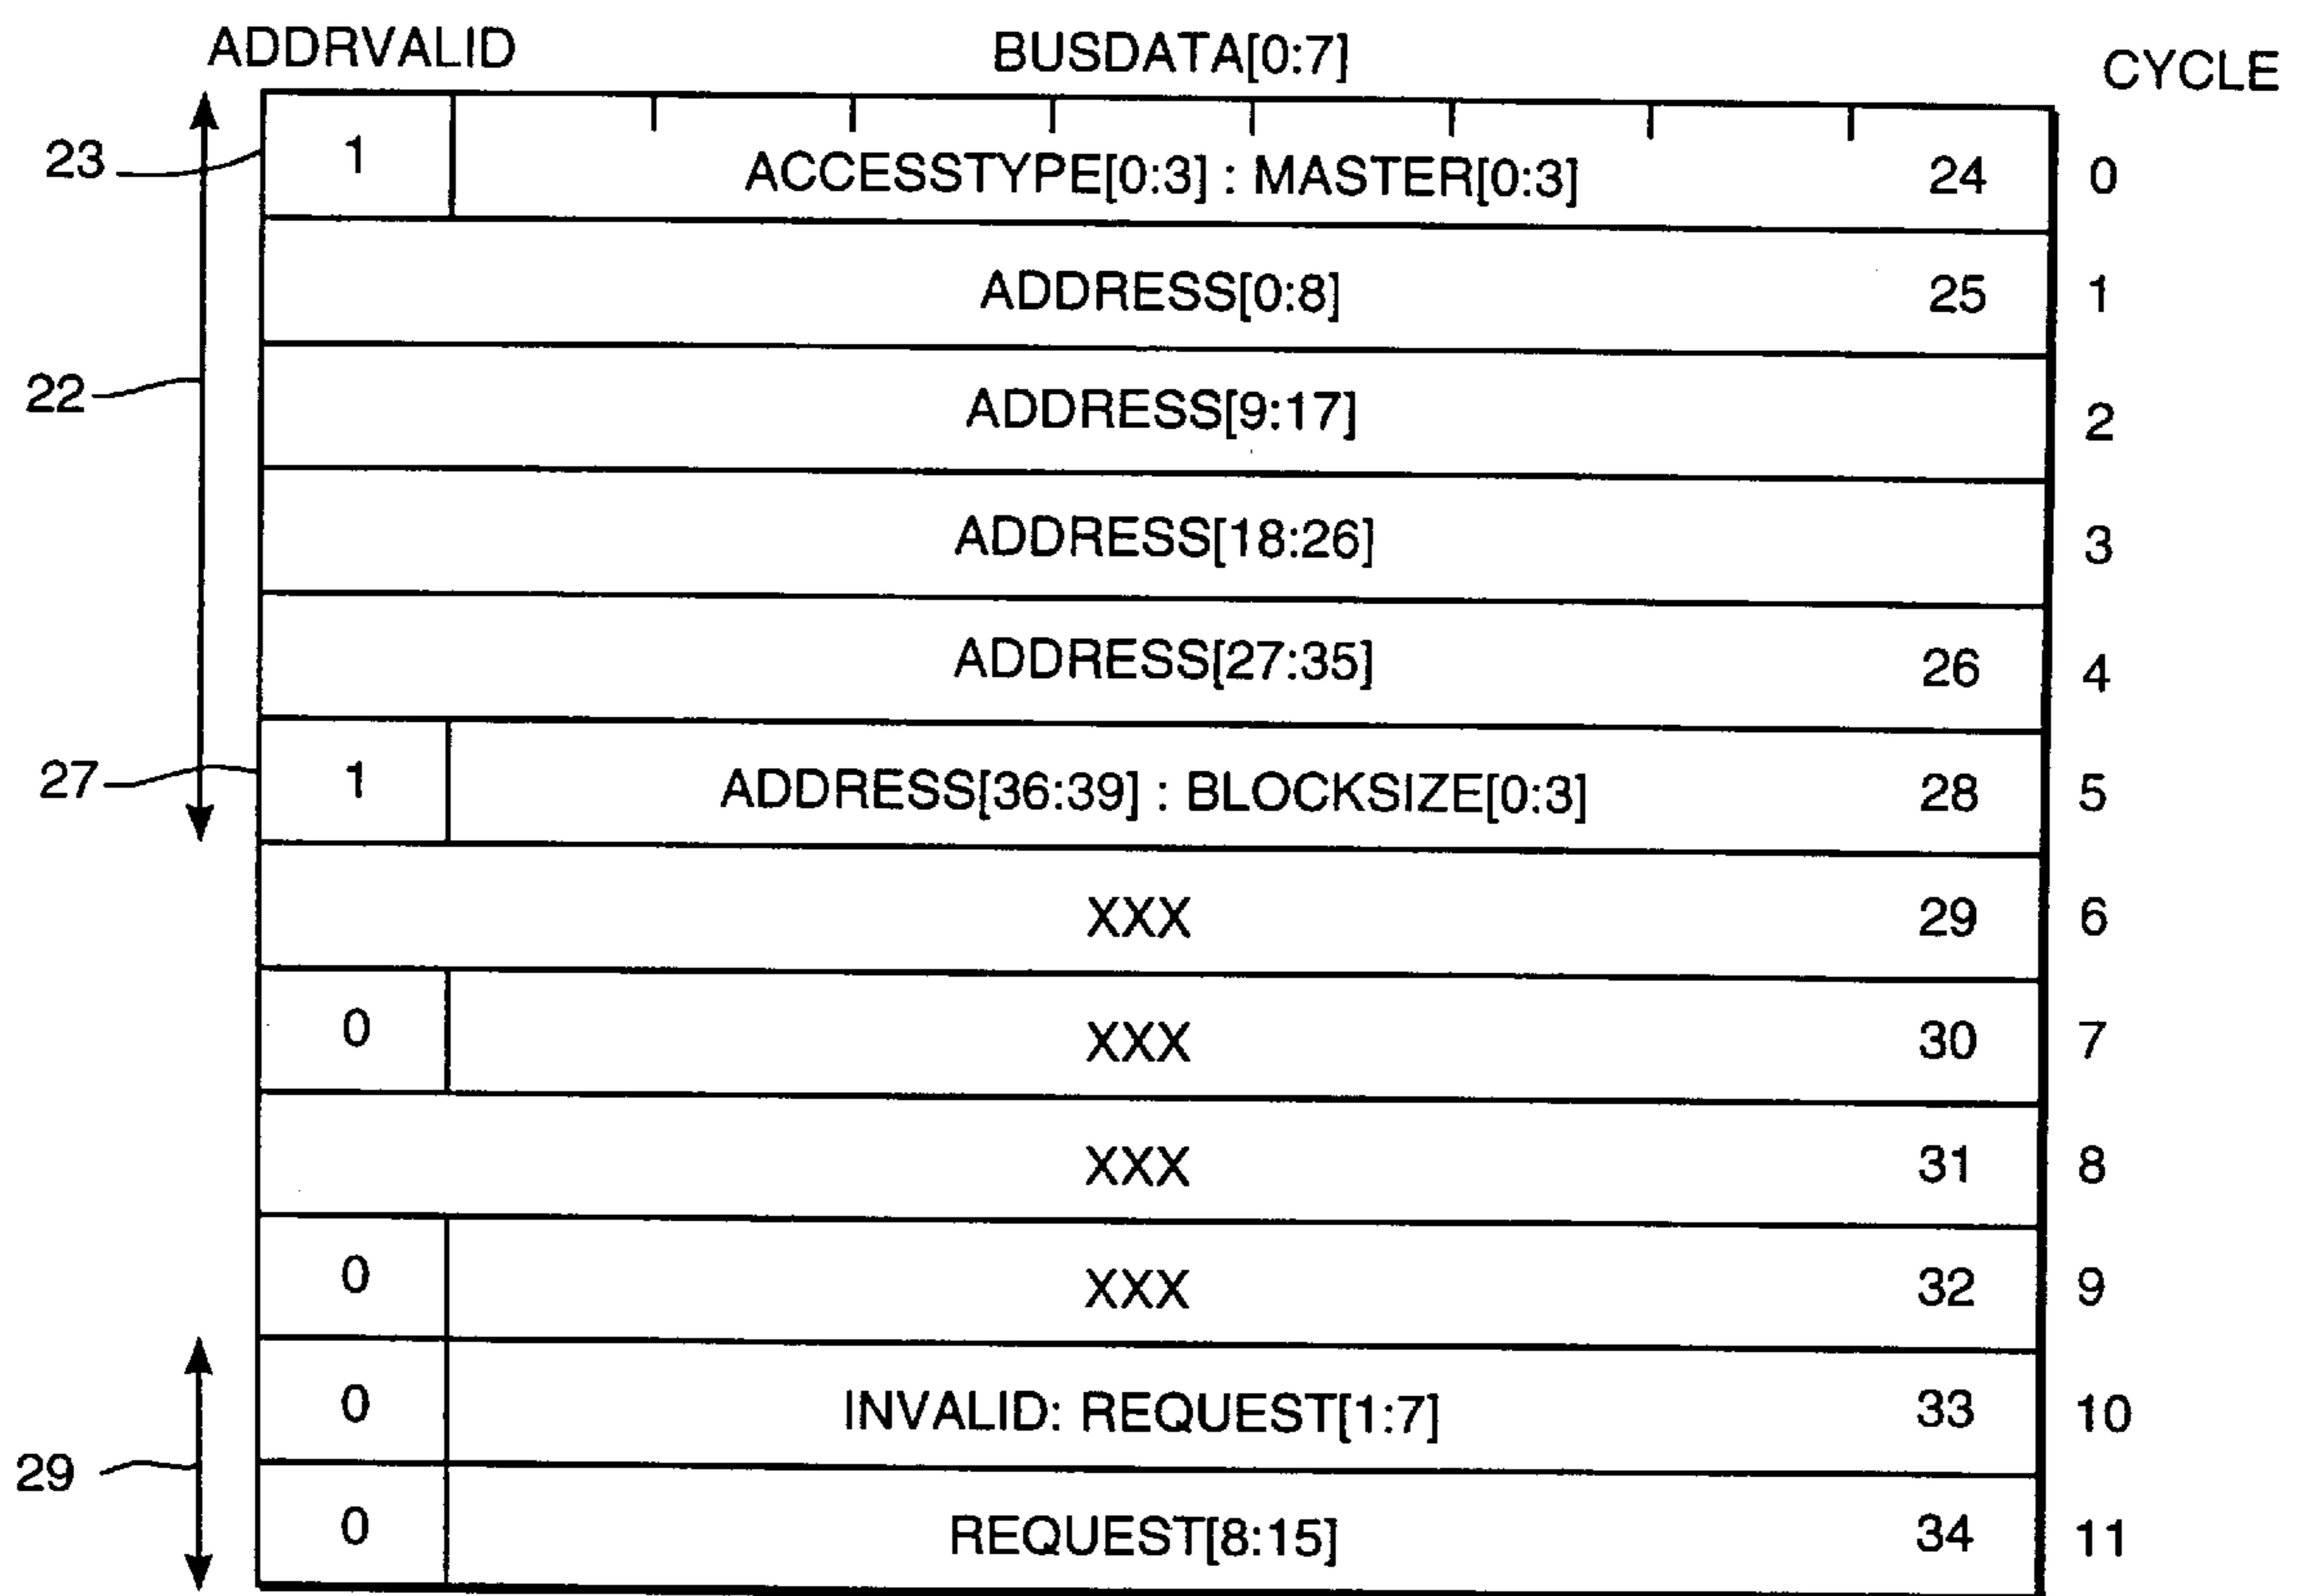 ADDRVALID BUSDATA[0:7] CYCLE
23 1 ACCESSTYPE[0:3] : MASTER[0:3] 24 0
ADDRESS[0:8] 25 1
22 ADDRESS[9:17] 2
ADDRESS[18:26] 3
ADDRESS[27:35] 26 4
27 1 ADDRESS[36:39] : BLOCKSIZE[0:3] 28 5
XXX 29 6
0 XXX 30 7
XXX 31 8
0 XXX 32 9
0 INVALID: REQUEST[1:7] 33 10
29 0 REQUEST[8:15] 34 11